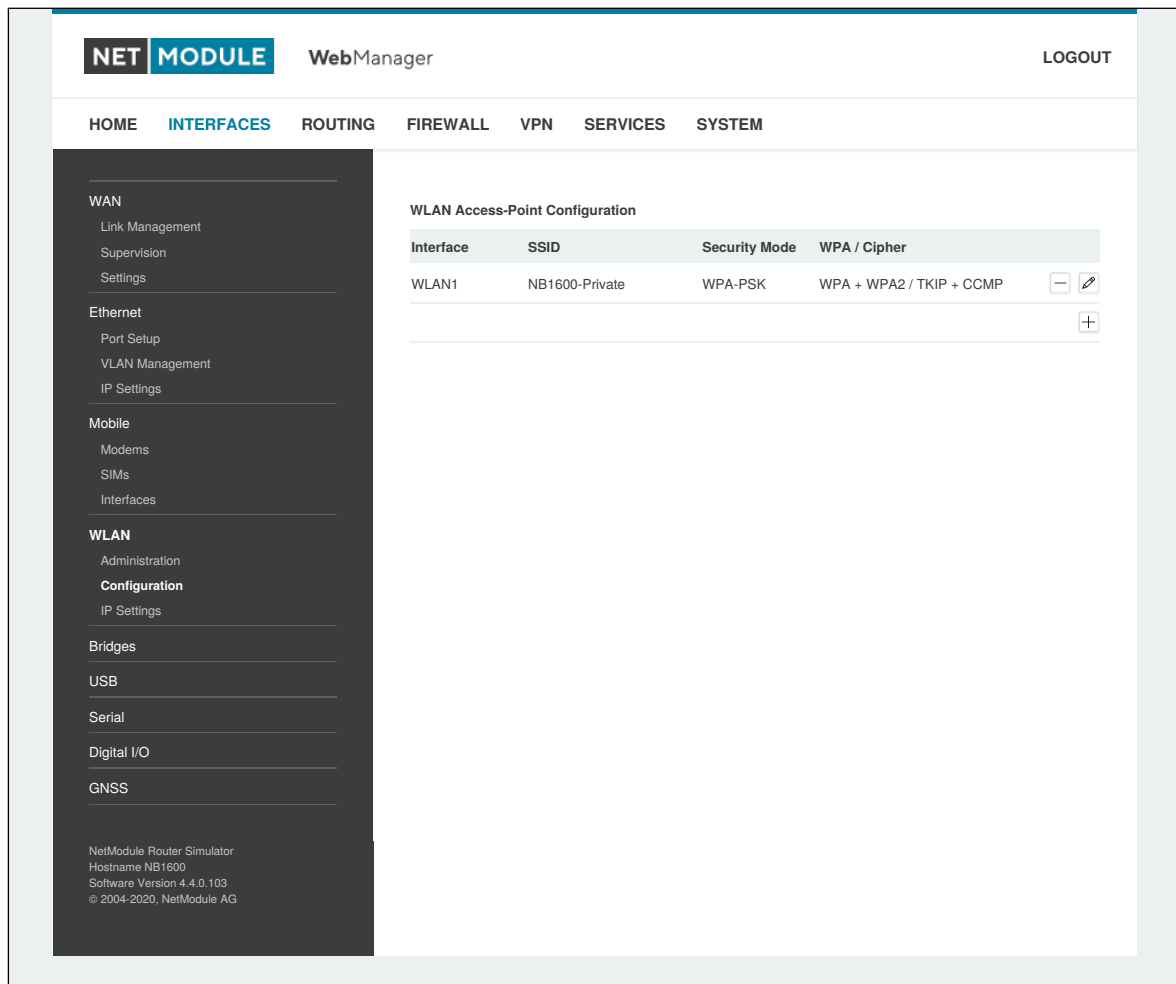 NET MODULE WebManager LOGOUT
HOME INTERFACES ROUTING FIREWALL VPN SERVICES SYSTEM
WAN
Link Management
Supervision
Settings
Ethernet
Port Setup
VLAN Management
IP Settings
Mobile
Modems
SIMs
Interfaces
WLAN
Administration
Configuration
IP Settings
Bridges
USB
Serial
Digital I/O
GNSS
NetModule Router Simulator
Hostname NB1600
Software Version 4.4.0.103
© 2004-2020, NetModule AG
WLAN Access-Point Configuration
Interface SSID Security Mode WPA / Cipher
WLAN1 NB1600-Private WPA-PSK WPA + WPA2 / TKIP + CCMP